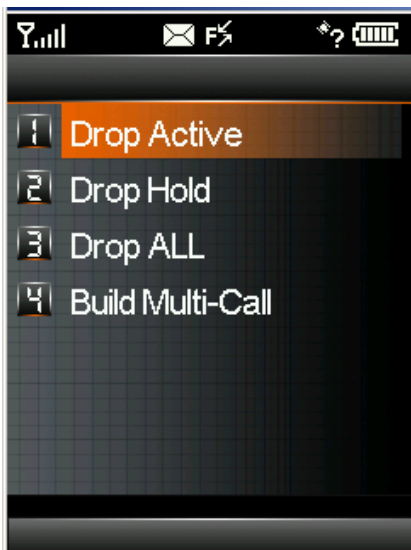 F ?
1 Drop Active
2 Drop Hold
3 Drop ALL
4 Build Multi-Call